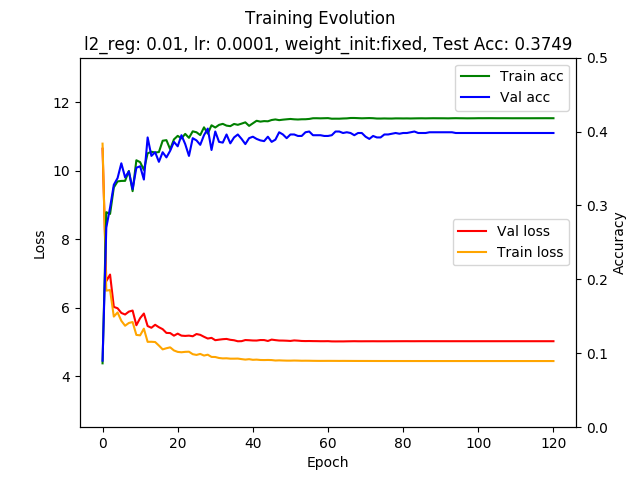 Training Evolution
l2_reg: 0.01, lr: 0.0001, weight_init:fixed, Test Acc: 0.3749
Train acc
Val acc
Val loss
Train loss
Loss
12
10
8
6
4
Accuracy
0.5
0.4
0.3
0.2
0.1
0.0
0 20 40 60 80 100 120
Epoch